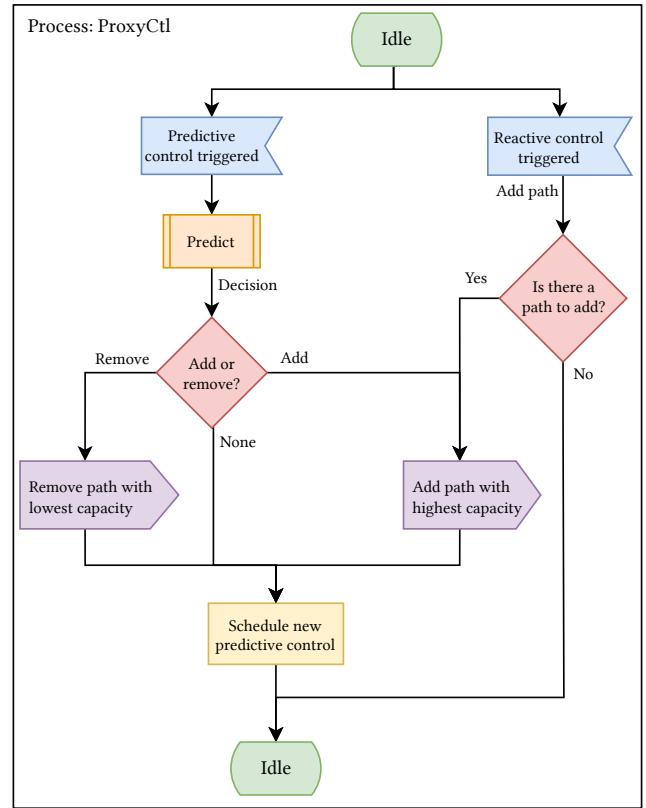 Process: ProxyCtl
Idle
Predictive
control triggered
Reactive control
triggered
Add path
Predict
Decision
Yes
Is there a
path to add?
Remove
Add or
remove?
Add
No
None
Remove path with
lowest capacity
Add path with
highest capacity
Schedule new
predictive control
Idle